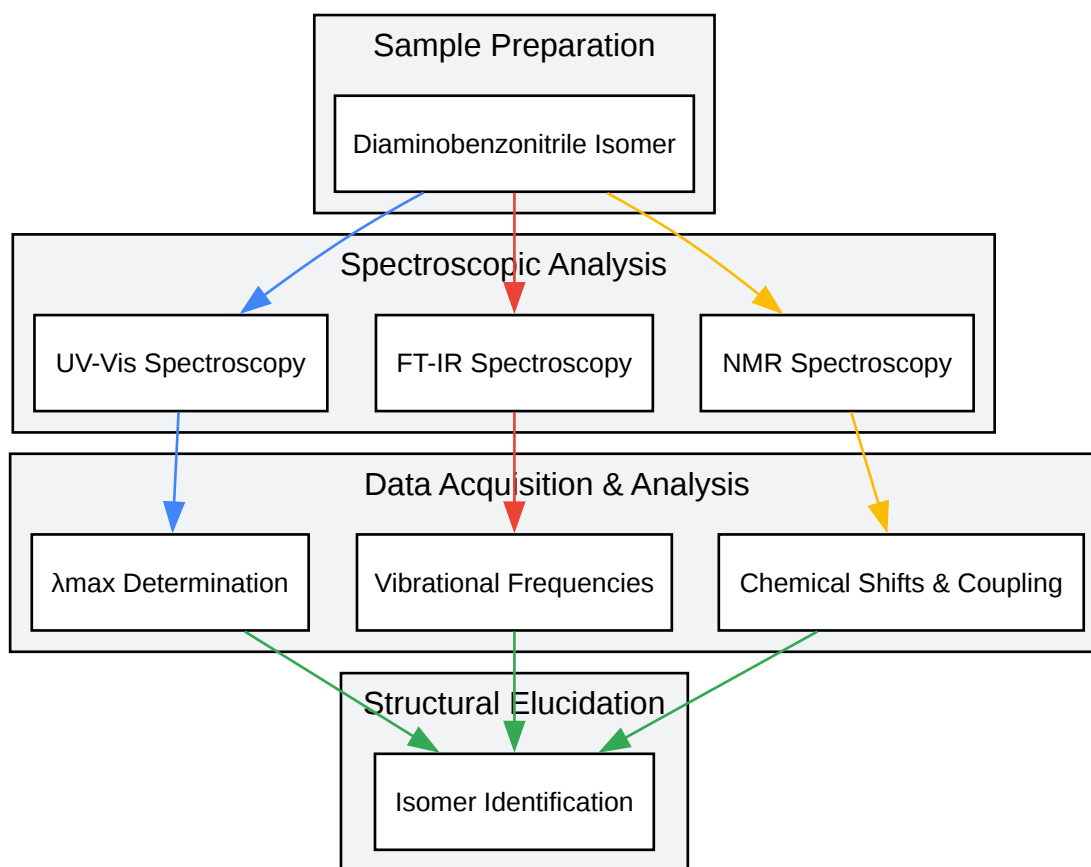 Sample Preparation
Diaminobenzonitrile Isomer
Spectroscopic Analysis
UV-Vis Spectroscopy
FT-IR Spectroscopy
NMR Spectroscopy
Data Acquisition & Analysis
λmax Determination
Vibrational Frequencies
Chemical Shifts & Coupling
Structural Elucidation
Isomer Identification